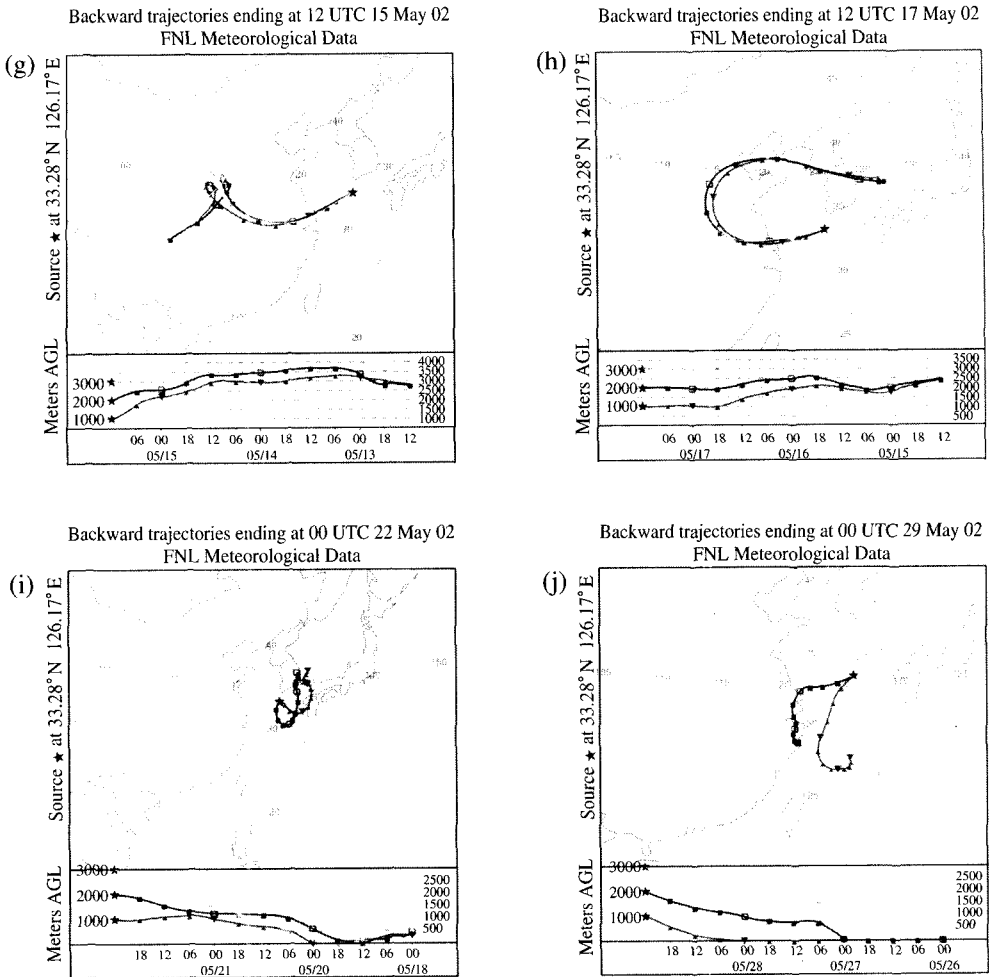 Backward trajectories ending at 12 UTC 15 May 02
FNL Meteorological Data
(g)
Source ★ at 33.28° N 126.17° E
Meters AGL
3000
2000
1000
4000
3500
3000
2500
2000
1500
1000
06 00 18 12 06 00 18 12 06 00 18 12
05/15 05/14 05/13
Backward trajectories ending at 12 UTC 17 May 02
FNL Meteorological Data
(h)
Source ★ at 33.28° N 126.17° E
Meters AGL
3000
2000
1000
3500
3000
2500
2000
1500
1000
500
06 00 18 12 06 00 18 12 06 00 18 12
05/17 05/16 05/15
Backward trajectories ending at 00 UTC 22 May 02
FNL Meteorological Data
(i)
Source ★ at 33.28° N 126.17° E
Meters AGL
3000
2000
1000
2500
2000
1500
1000
500
18 12 06 00 18 12 06 00 18 12 06 00
05/21 05/20 05/18
Backward trajectories ending at 00 UTC 29 May 02
FNL Meteorological Data
(j)
Source ★ at 33.28° N 126.17° E
Meters AGL
3000
2000
1000
2500
2000
1500
1000
500
18 12 06 00 18 12 06 00 18 12 06 00
05/28 05/27 05/26